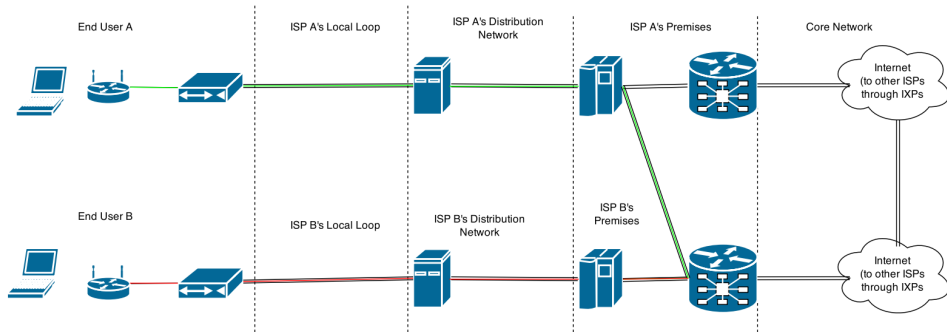 End User A
ISP A's Local Loop
ISP A's Distribution
Network
ISP A's Premises
Core Network
Internet
(to other ISPs
through IXPs)
End User B
ISP B's Local Loop
ISP B's Distribution
Network
ISP B's
Premises
Internet
(to other ISPs
through IXPs)